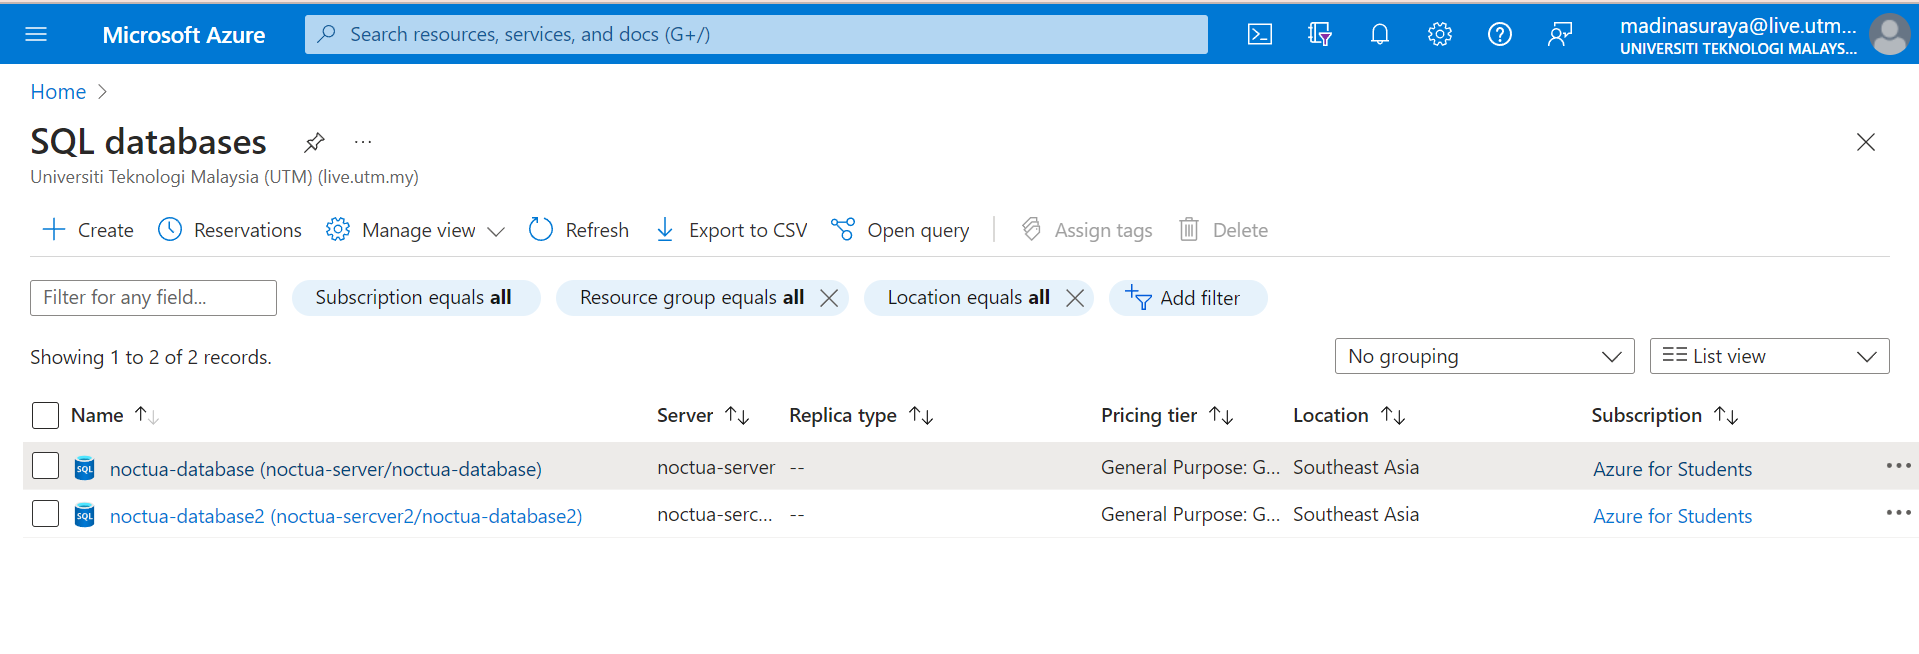 Microsoft Azure
Search resources, services, and docs (G+/)
madinasuraya@live.utm...
UNIVERSITI TEKNOLOGI MALAYS...
Home
SQL databases
Universiti Teknologi Malaysia (UTM) (live.utm.my)
Create Reservations Manage view Refresh Export to CSV Open query Assign tags Delete
Filter for any field... Subscription equals all Resource group equals all Location equals all Add filter
Showing 1 to 2 of 2 records. No grouping List view
Name Server Replica type Pricing tier Location Subscription
SQL noctua-database (noctua-server/noctua-database) noctua-server -- General Purpose: G... Southeast Asia Azure for Students
SQL noctua-database2 (noctua-sercver2/noctua-database2) noctua-serc... -- General Purpose: G... Southeast Asia Azure for Students